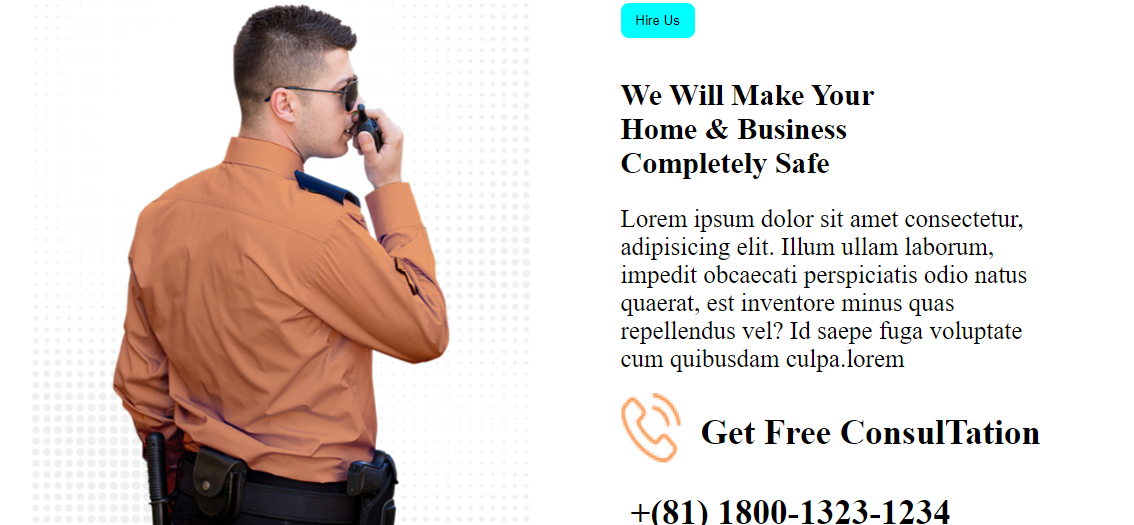 Hire Us
We Will Make Your
Home & Business
Completely Safe
Lorem ipsum dolor sit amet consectetur,
adipisicing elit. Illum ullam laborum,
impedit obcaecati perspiciatis odio natus
quaerat, est inventore minus quas
repellendus vel? Id saepe fuga voluptate
cum quibusdam culpa.lorem
Get Free ConsulTation
+(81) 1800-1323-1234